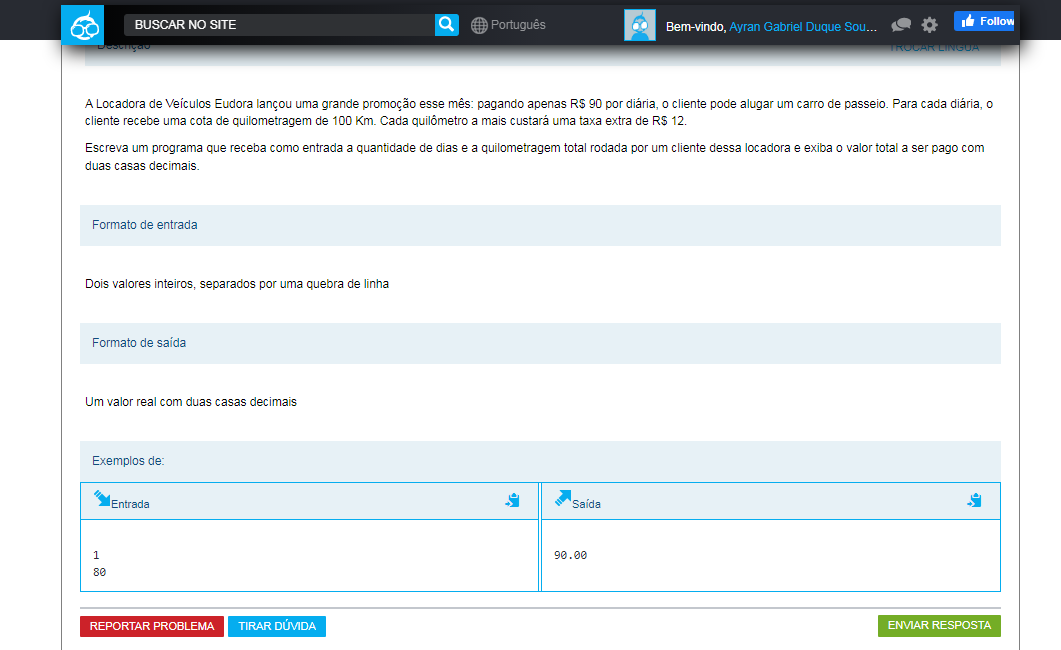 BUSCAR NO SITE
Português
Bem-vindo, Ayran Gabriel Duque Sou...
Follow
Descrição
TROCAR LÍNGUA
A Locadora de Veículos Eudora lançou uma grande promoção esse mês: pagando apenas R$ 90 por diária, o cliente pode alugar um carro de passeio. Para cada diária, o
cliente recebe uma cota de quilometragem de 100 Km. Cada quilômetro a mais custará uma taxa extra de R$ 12.
Escreva um programa que receba como entrada a quantidade de dias e a quilometragem total rodada por um cliente dessa locadora e exiba o valor total a ser pago com
duas casas decimais.
Formato de entrada
Dois valores inteiros, separados por uma quebra de linha
Formato de saída
Um valor real com duas casas decimais
Exemplos de:
Entrada
Saída
1
80
90.00
REPORTAR PROBLEMA
TIRAR DÚVIDA
ENVIAR RESPOSTA